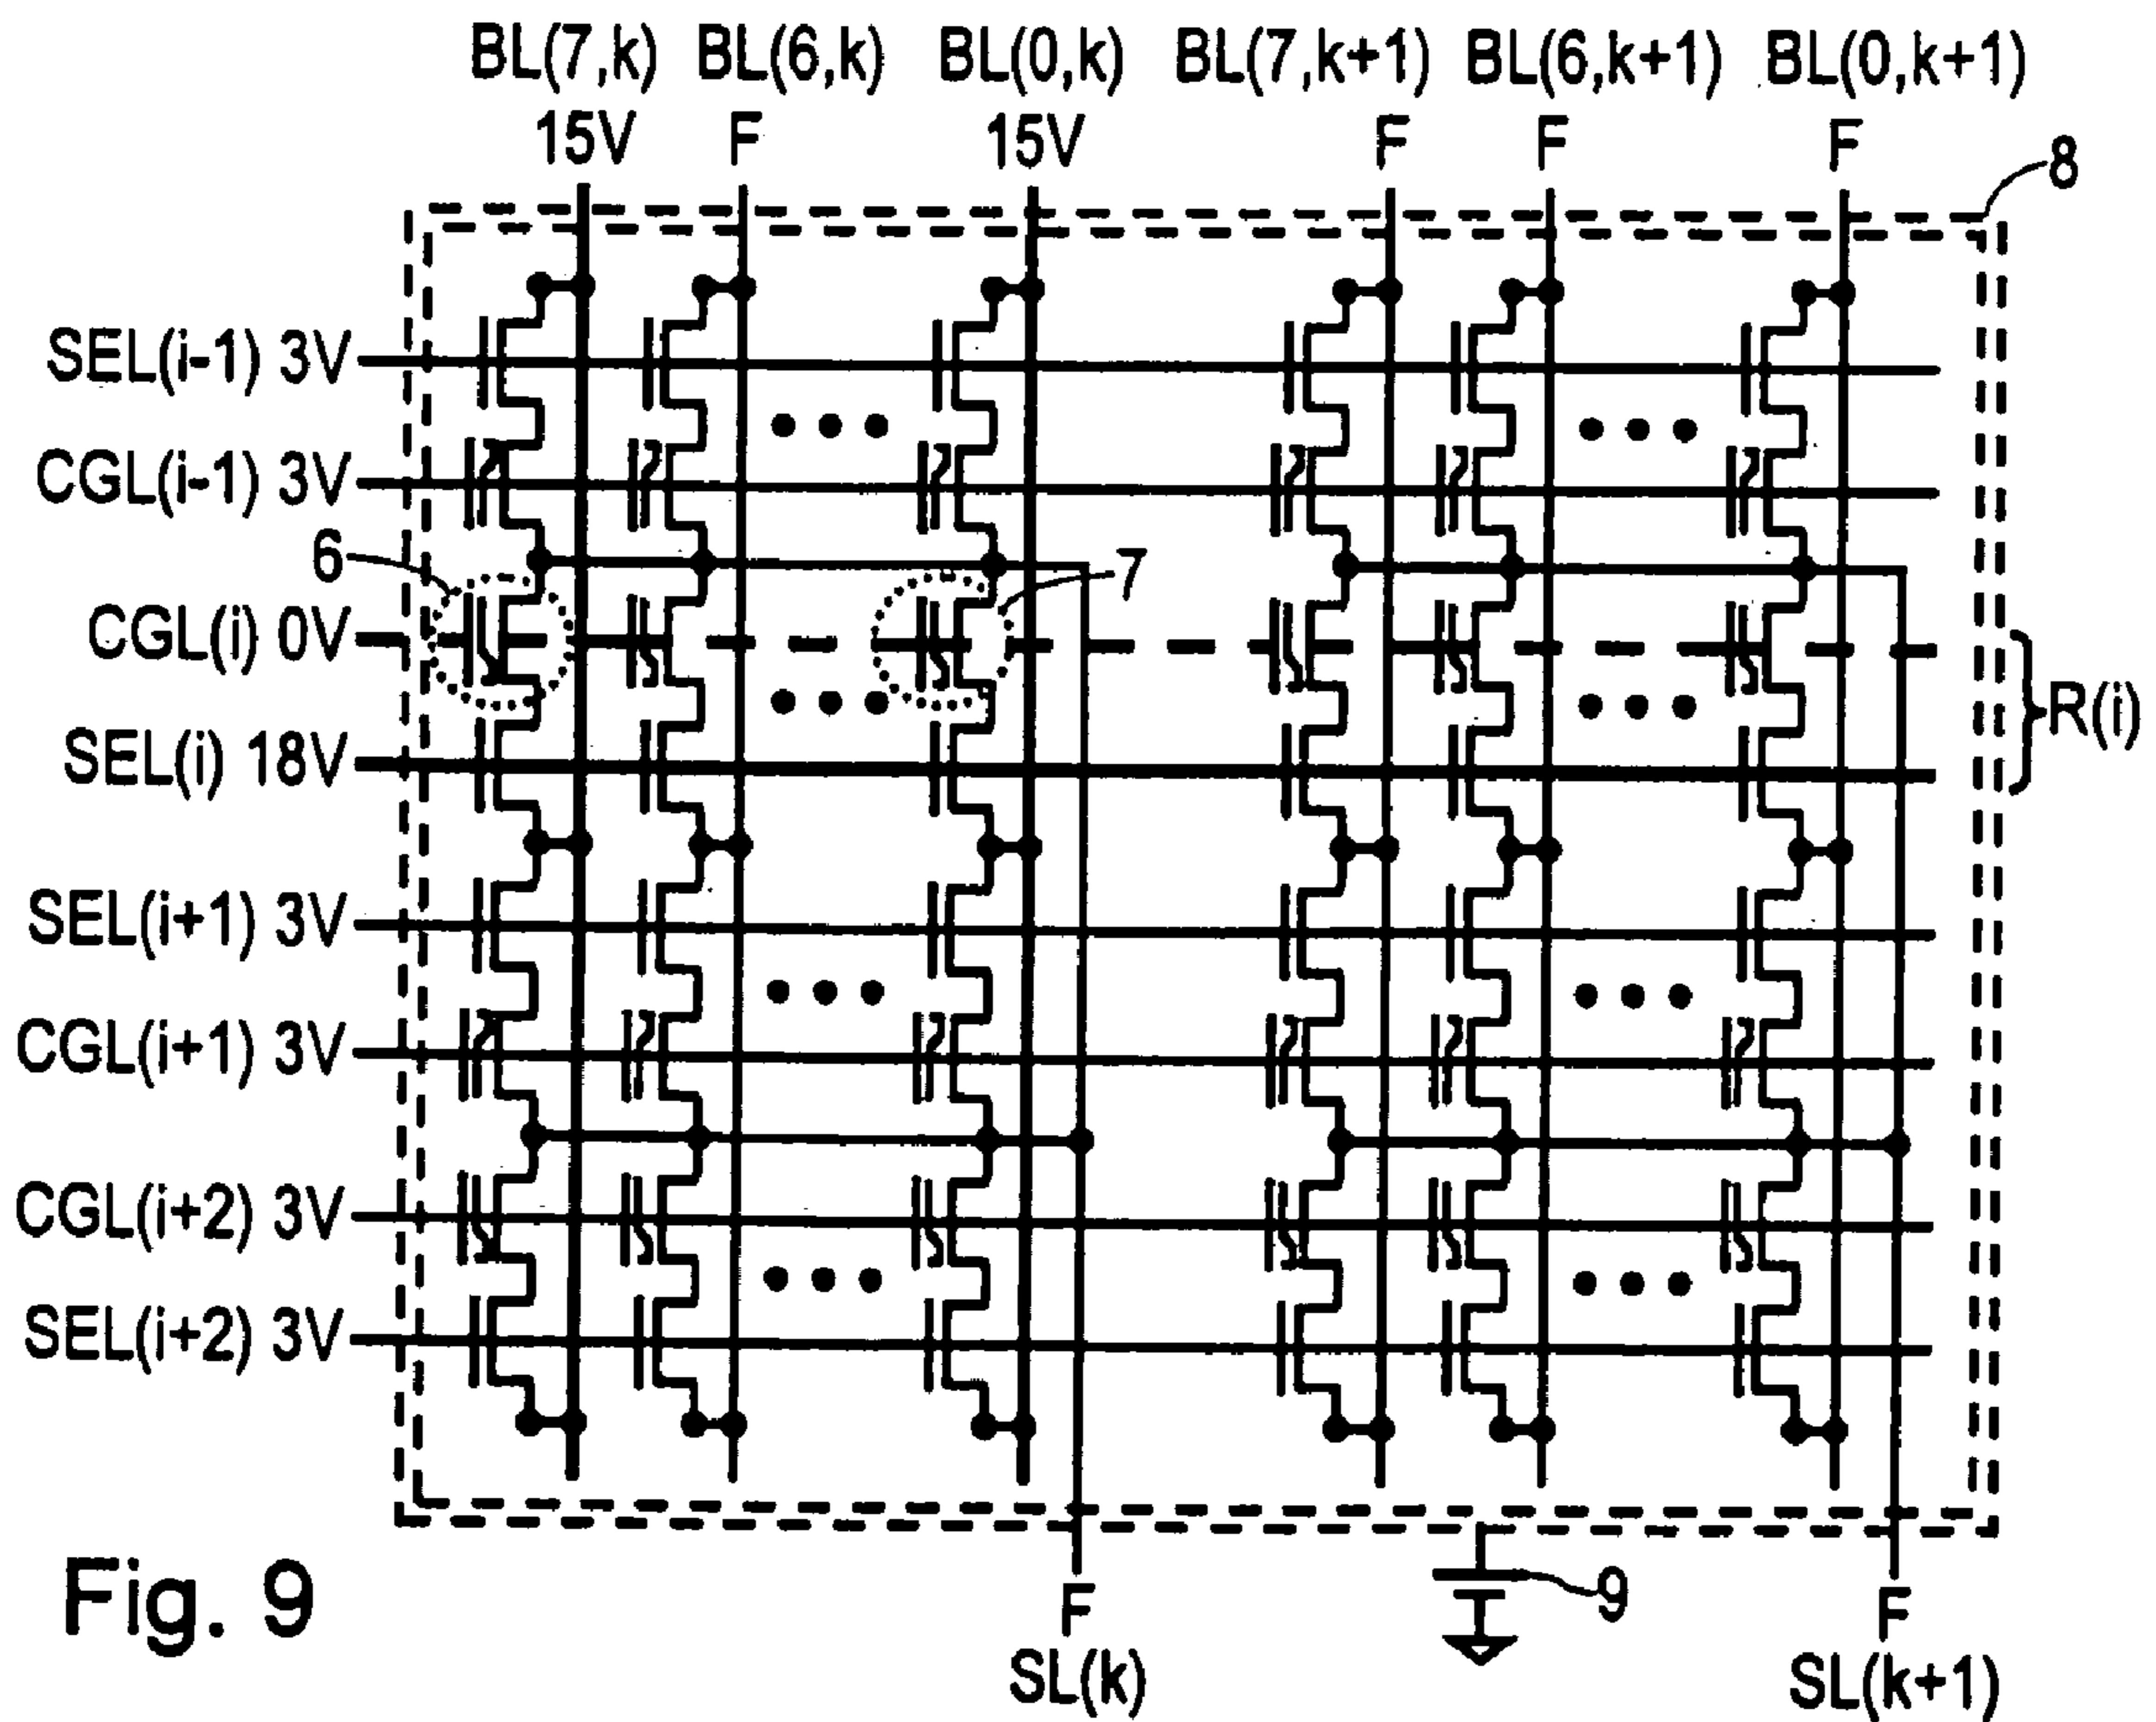 BL(7,k) BL(6,k) BL(0,k) BL(7,k+1) BL(6,k+1) BL(0,k+1)
15V F 15V F F F
8
SEL(i-1) 3V
CGL(i-1) 3V
6
7
CGL(i) 0V
R(i)
SEL(i) 18V
SEL(i+1) 3V
CGL(i+1) 3V
CGL(i+2) 3V
SEL(i+2) 3V
Fig. 9
9
F F
SL(k) SL(k+1)